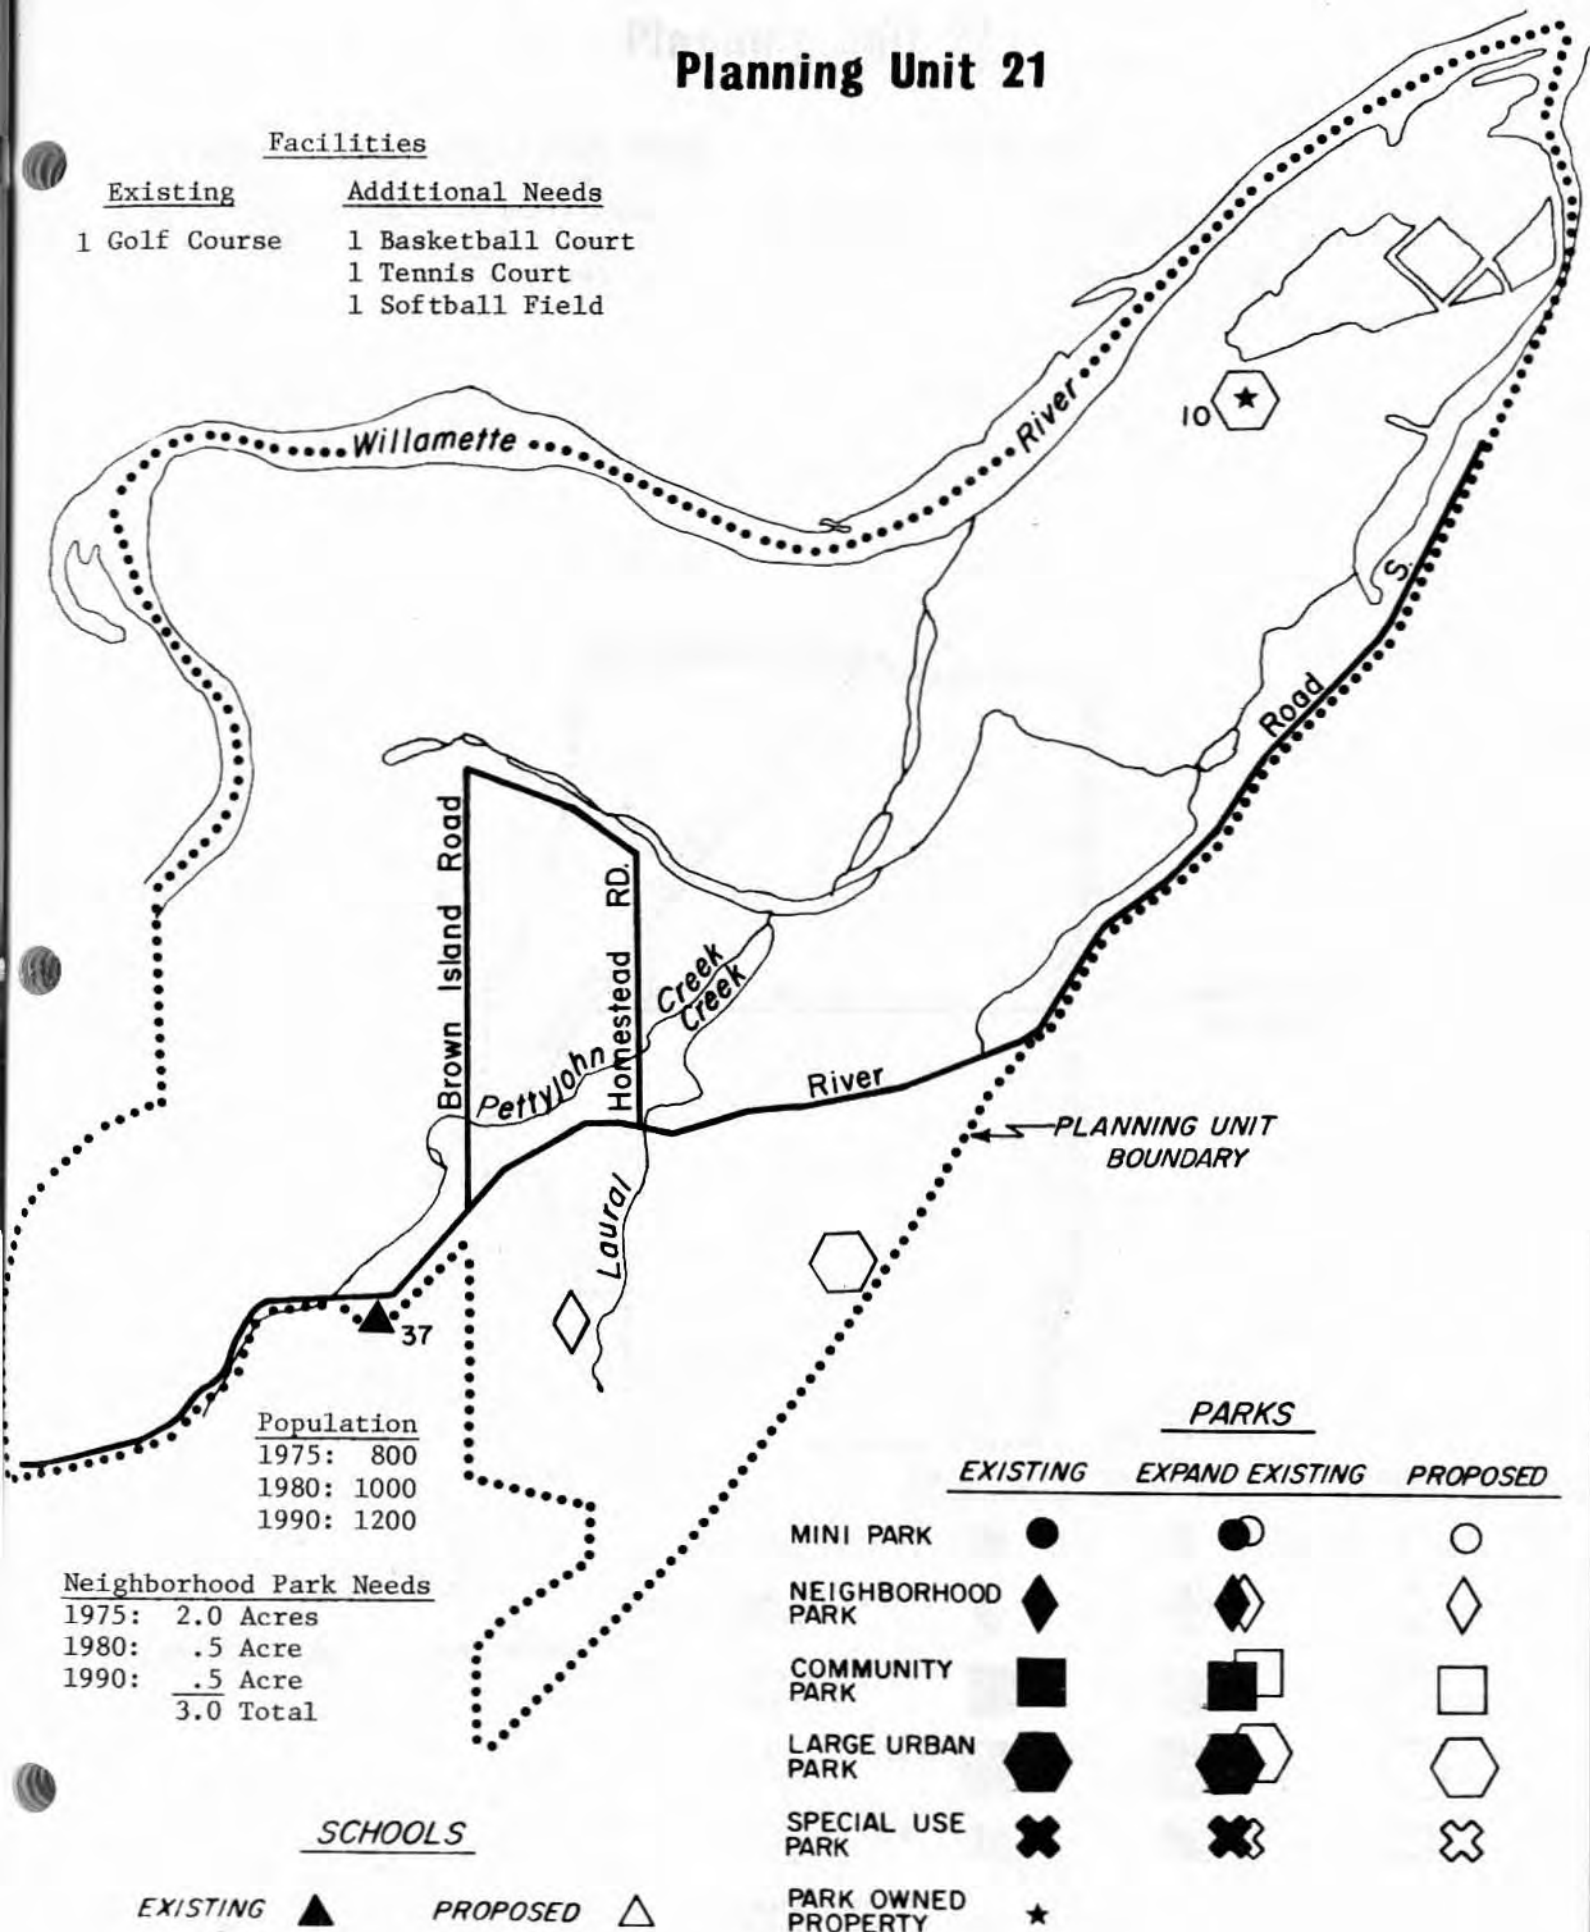 Planning Unit 21
Facilities
Existing Additional Needs
1 Golf Course 1 Basketball Court
1 Tennis Court
1 Softball Field
Willamette River
10
S.
Road
Brown Island Road
Homestead RD.
Creek
Creek
Pettyjohn
River
PLANNING UNIT
BOUNDARY
Laural
37
Population
1975: 800
1980: 1000
1990: 1200
Neighborhood Park Needs
1975: 2.0 Acres
1980: .5 Acre
1990: .5 Acre
3.0 Total
PARKS
EXISTING EXPAND EXISTING PROPOSED
MINI PARK
NEIGHBORHOOD
PARK
COMMUNITY
PARK
LARGE URBAN
PARK
SPECIAL USE
PARK
PARK OWNED
PROPERTY
SCHOOLS
EXISTING PROPOSED